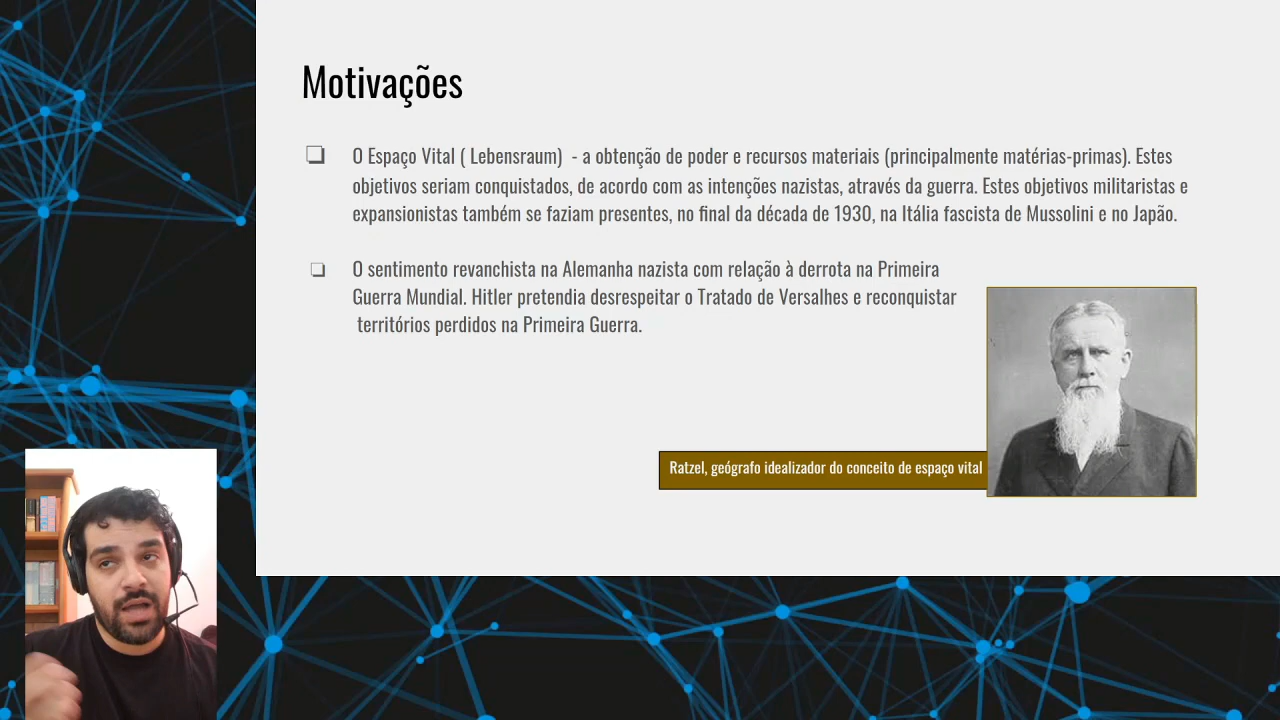 Motivações
O Espaço Vital ( Lebensraum)  - a obtenção de poder e recursos materiais (principalmente matérias-primas). Estes
objetivos seriam conquistados, de acordo com as intenções nazistas, através da guerra. Estes objetivos militaristas e
expansionistas também se faziam presentes, no final da década de 1930, na Itália fascista de Mussolini e no Japão.
O sentimento revanchista na Alemanha nazista com relação à derrota na Primeira
Guerra Mundial. Hitler pretendia desrespeitar o Tratado de Versalhes e reconquistar
territórios perdidos na Primeira Guerra.
Ratzel, geógrafo idealizador do conceito de espaço vital